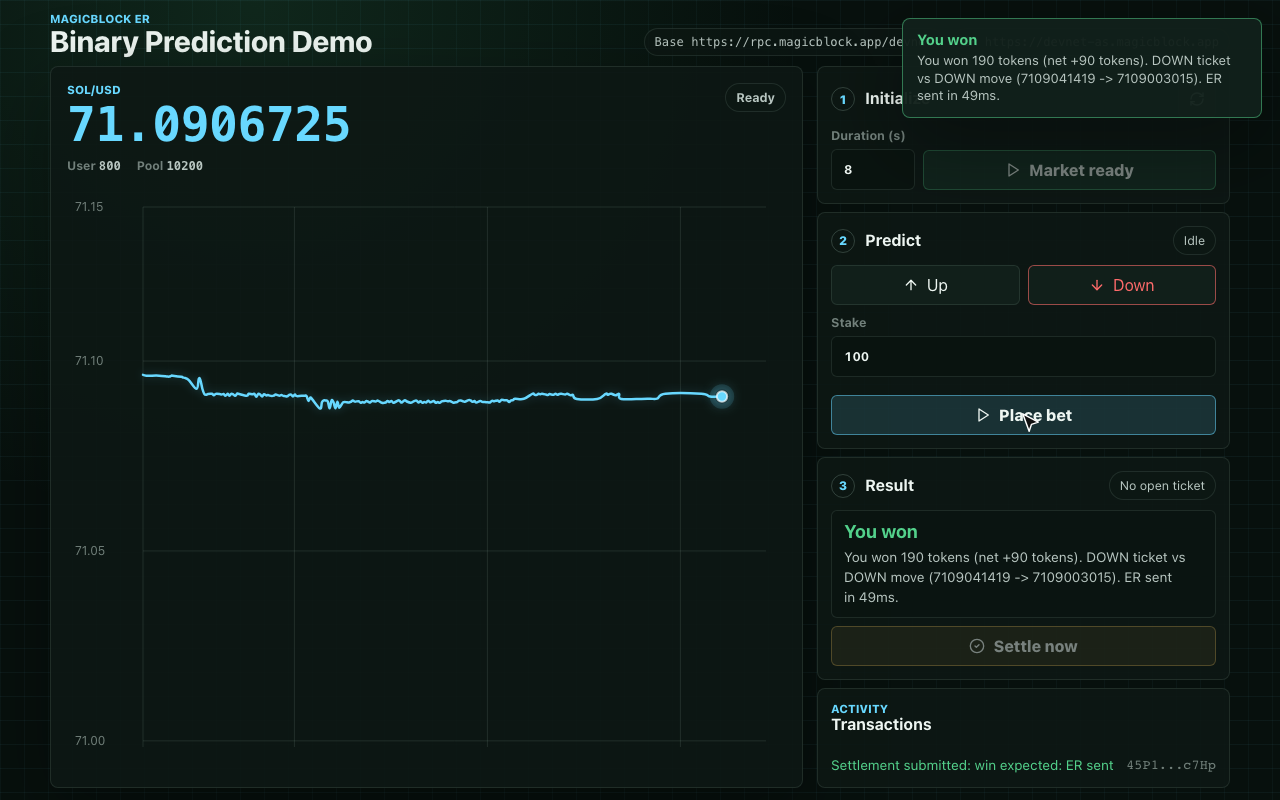 MAGICBLOCK ER
Binary Prediction Demo
Base https://rpc.magicblock.app/de
You won
You won 190 tokens (net +90 tokens). DOWN ticket
vs DOWN move (7109041419 -> 7109003015). ER
sent in 49ms.
SOL/USD
71.0906725
Ready
User 800 Pool 10200
71.15
71.10
71.05
71.00
1
Duration (s)
8
Market ready
2 Predict
Idle
Up
Down
Stake
100
Place bet
3 Result
No open ticket
You won
You won 190 tokens (net +90 tokens). DOWN ticket vs
DOWN move (7109041419 -> 7109003015). ER sent
in 49ms.
Settle now
ACTIVITY
Transactions
Settlement submitted: win expected: ER sent 45P1...c7Hp